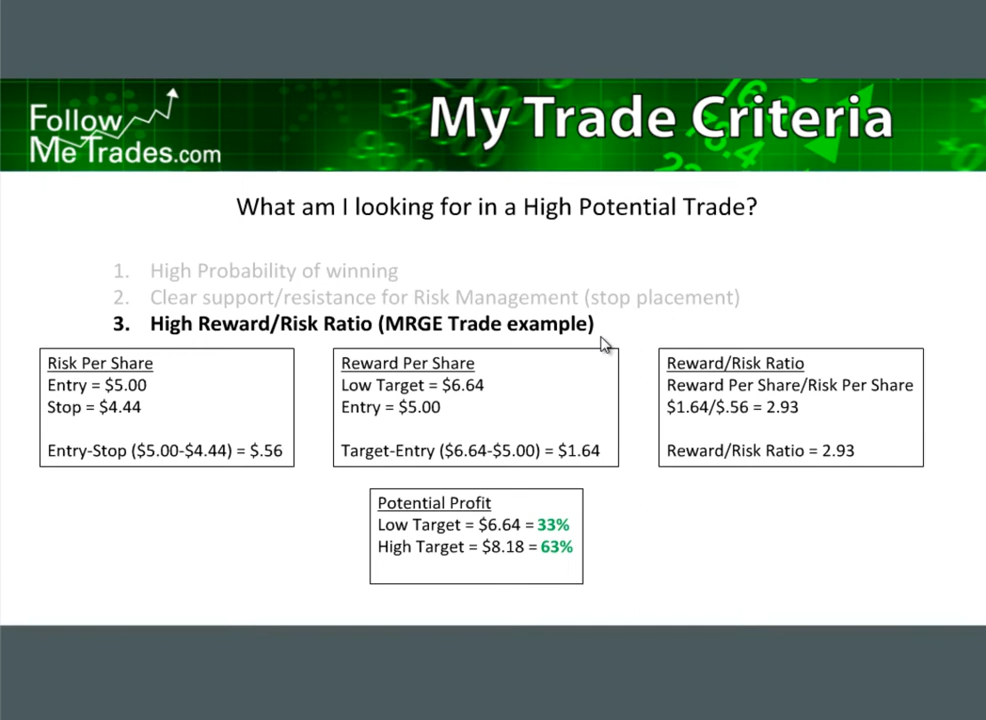 Follow
MeTrades.com
My Trade Criteria
What am I looking for in a High Potential Trade?
1. High Probability of winning
2. Clear support/resistance for Risk Management (stop placement)
3. High Reward/Risk Ratio (MRGE Trade example)
Risk Per Share
Entry = $5.00
Stop = $4.44
Entry-Stop ($5.00-$4.44) = $.56
Reward Per Share
Low Target = $6.64
Entry = $5.00
Target-Entry ($6.64-$5.00) = $1.64
Reward/Risk Ratio
Reward Per Share/Risk Per Share
$1.64/$.56 = 2.93
Reward/Risk Ratio = 2.93
Potential Profit
Low Target = $6.64 = 33%
High Target = $8.18 = 63%